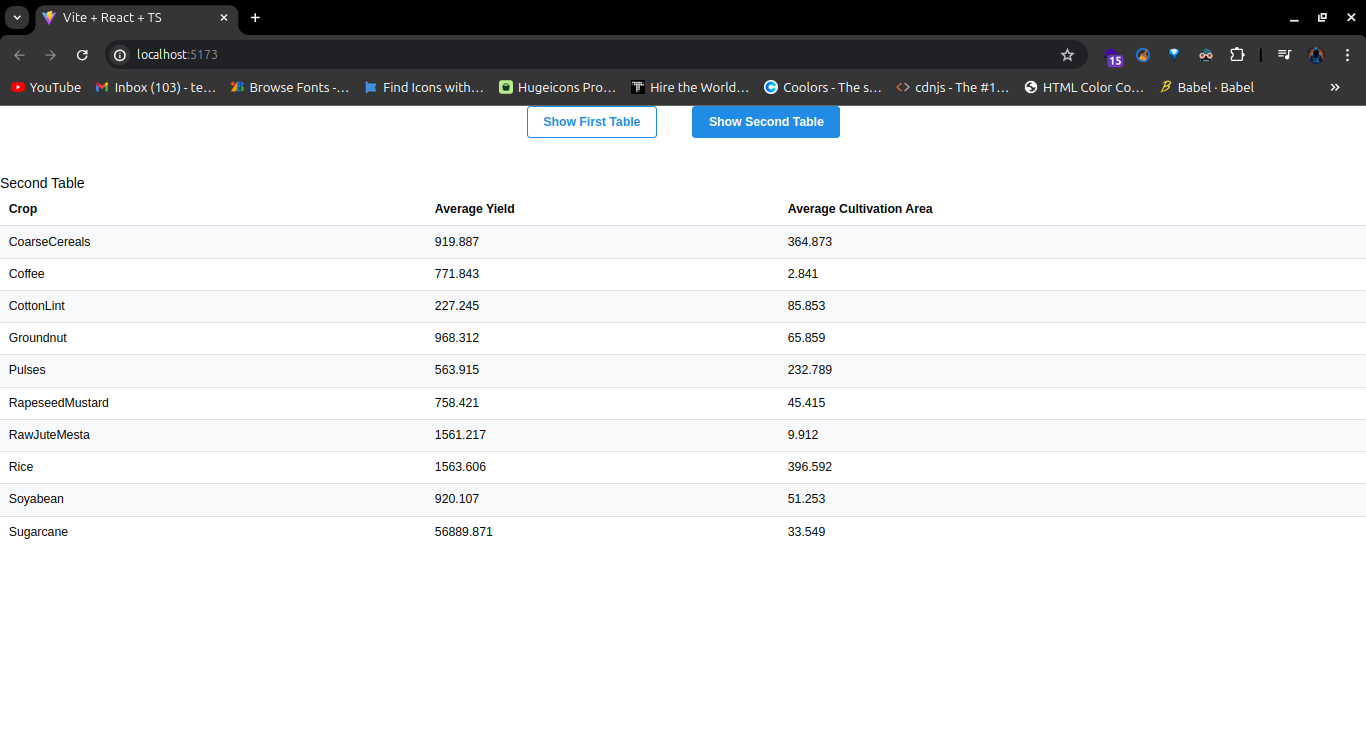 Vite + React + TS
localhost:5173
15
YouTube Inbox (103) - te... Browse Fonts -... Find Icons with... Hugeicons Pro... Hire the World... Coolors - The s... cdnjs - The #1... HTML Color Co... Babel · Babel
Show First Table Show Second Table
Second Table
Crop Average Yield Average Cultivation Area
CoarseCereals 919.887 364.873
Coffee 771.843 2.841
CottonLint 227.245 85.853
Groundnut 968.312 65.859
Pulses 563.915 232.789
RapeseedMustard 758.421 45.415
RawJuteMesta 1561.217 9.912
Rice 1563.606 396.592
Soyabean 920.107 51.253
Sugarcane 56889.871 33.549